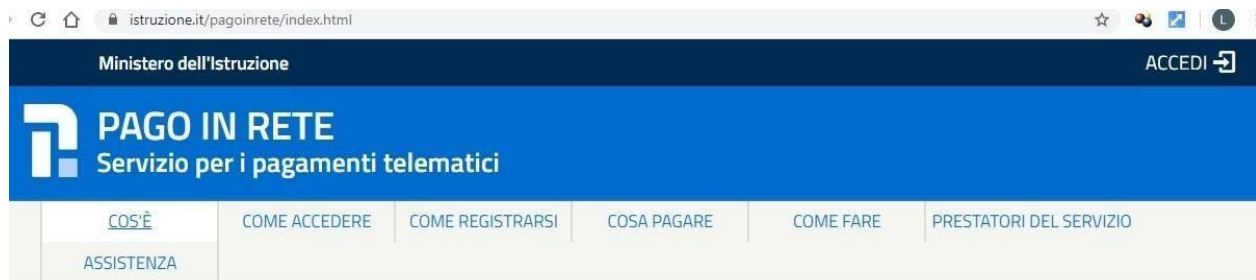 istruzione.it/pagoinrete/index.html
L
Ministero dell'Istruzione
ACCEDI
PAGO IN RETE
Servizio per i pagamenti telematici
COS'È
COME ACCEDERE
COME REGISTRARSI
COSA PAGARE
COME FARE
PRESTATORI DEL SERVIZIO
ASSISTENZA